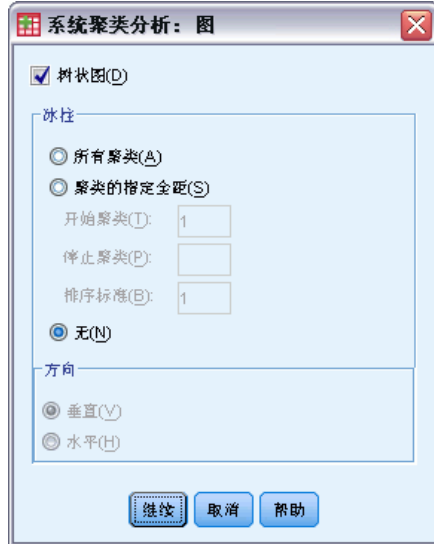 系统聚类分析：图
树状图(D)
冰柱
所有聚类(A)
聚类的指定全距(S)
开始聚类(T): 1
停止聚类(P):
排序标准(B): 1
无(N)
方向
垂直(V)
水平(H)
继续 取消 帮助